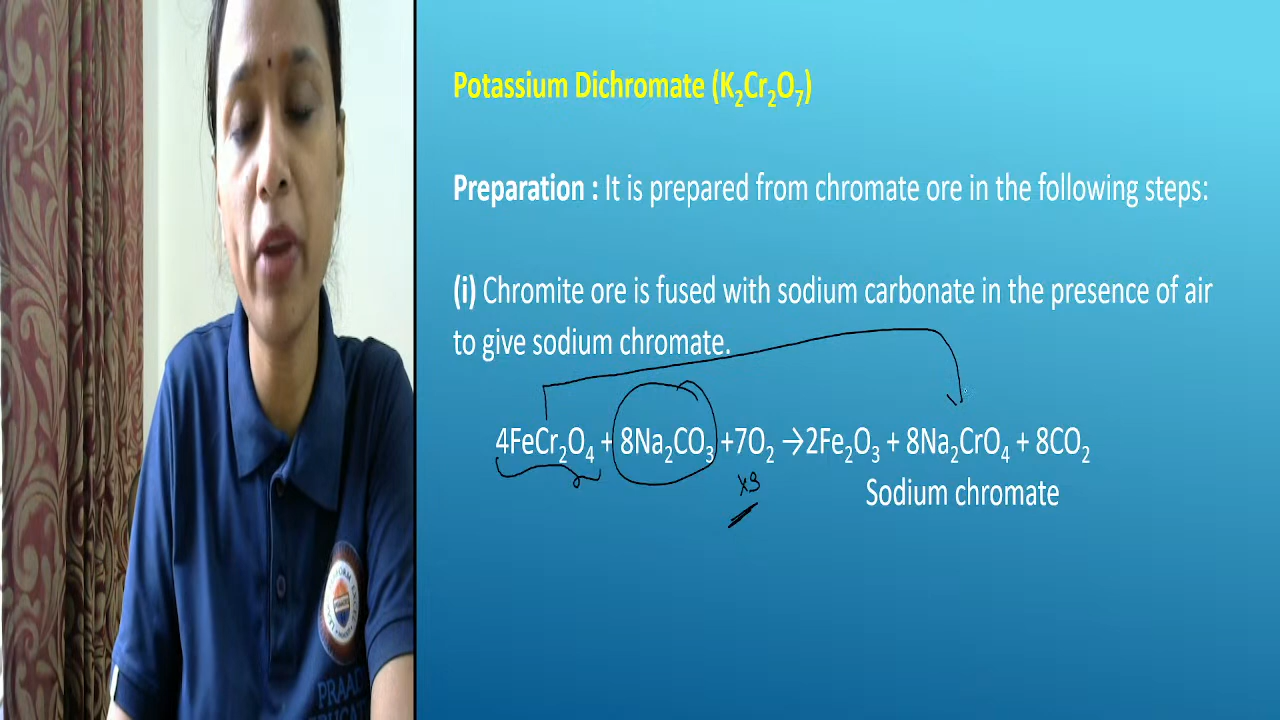 Potassium Dichromate (K₂Cr₂O₇)
Preparation : It is prepared from chromate ore in the following steps:
(i) Chromite ore is fused with sodium carbonate in the presence of air
to give sodium chromate.
4FeCr₂O₄ + 8Na₂CO₃ +7O₂ →2Fe₂O₃ + 8Na₂CrO₄ + 8CO₂
xs
Sodium chromate
PRAAD